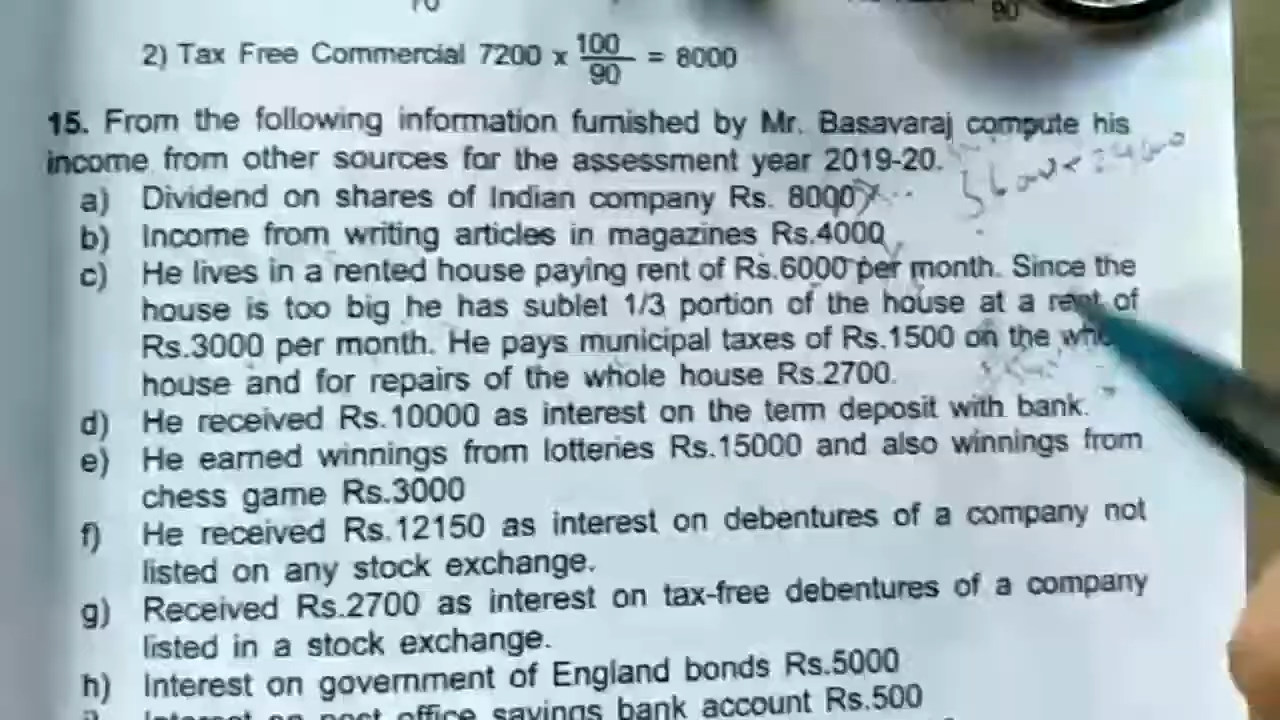 2) Tax Free Commercial 7200 x 100/90 = 8000
15. From the following information furnished by Mr. Basavaraj compute his
income from other sources for the assessment year 2019-20.
a) Dividend on shares of Indian company Rs. 8000
b) Income from writing articles in magazines Rs.4000
c) He lives in a rented house paying rent of Rs.6000 per month. Since the
house is too big he has sublet 1/3 portion of the house at a rent of
Rs.3000 per month. He pays municipal taxes of Rs.1500 on the
house and for repairs of the whole house Rs.2700.
d) He received Rs.10000 as interest on the term deposit with bank.
e) He earned winnings from lotteries Rs.15000 and also winnings from
chess game Rs.3000
f) He received Rs.12150 as interest on debentures of a company not
listed on any stock exchange.
g) Received Rs.2700 as interest on tax-free debentures of a company
listed in a stock exchange.
h) Interest on government of England bonds Rs.5000
post office savings bank account Rs.500